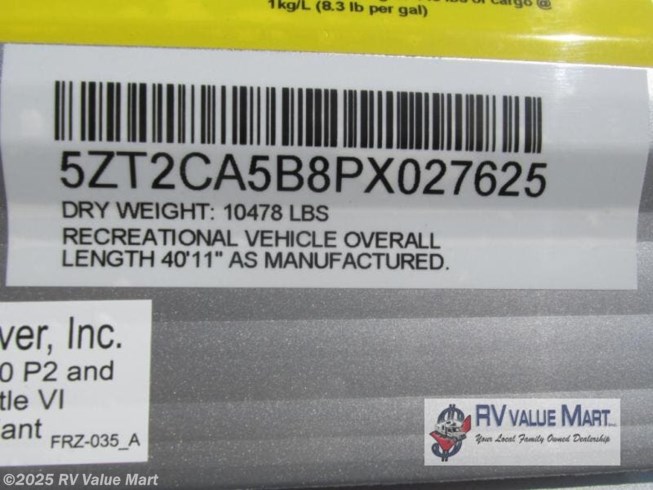 1kg/L (8.3 lb per gal)
5ZT2CA5B8PX027625
DRY WEIGHT: 10478 LBS
RECREATIONAL VEHICLE OVERALL
LENGTH 40'11" AS MANUFACTURED.
ver, Inc.
0 P2 and
tle VI
ant FRZ-035_A
RV VALUE MART
Your Local Family Owned Dealership
©2025 RV Value Mart